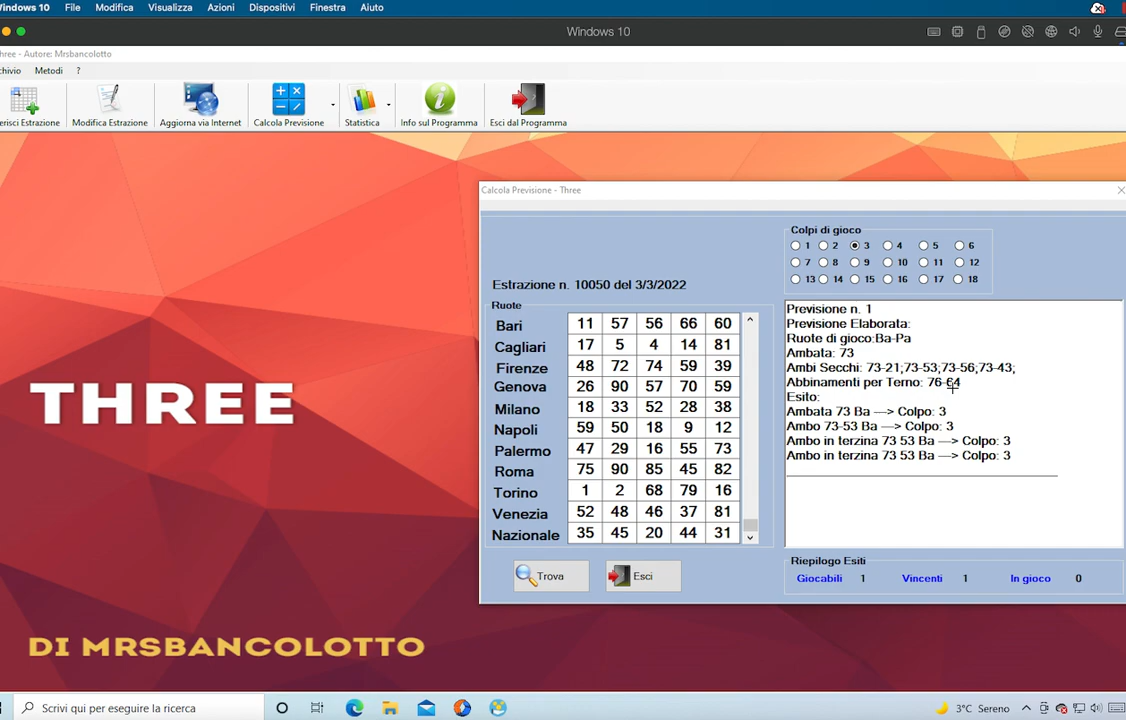 Windows 10 File Modifica Visualizza Azioni Dispositivi Finestra Aiuto
Windows 10
hree - Autore: Mrsbancolotto
chivio Metodi ?
erisci Estrazione Modifica Estrazione Aggiorna via Internet Calcola Previsione Statistica Info sul Programma Esci dal Programma
THREE
DI MRSBANCOLOTTO
Calcola Previsione - Three
Estrazione n. 10050 del 3/3/2022
Ruote
Bari 11 57 56 66 60
Cagliari 17 5 4 14 81
Firenze 48 72 74 59 39
Genova 26 90 57 70 59
Milano 18 33 52 28 38
Napoli 59 50 18 9 12
Palermo 47 29 16 55 73
Roma 75 90 85 45 82
Torino 1 2 68 79 16
Venezia 52 48 46 37 81
Nazionale 35 45 20 44 31
Trova Esci
Colpi di gioco
1 2 3 4 5 6
7 8 9 10 11 12
13 14 15 16 17 18
Previsione n. 1
Previsione Elaborata:
Ruote di gioco:Ba-Pa
Ambata: 73
Ambi Secchi: 73-21;73-53;73-56;73-43;
Abbinamenti per Terno: 76-64
Esito:
Ambata 73 Ba ---> Colpo: 3
Ambo 73-53 Ba ---> Colpo: 3
Ambo in terzina 73 53 Ba ---> Colpo: 3
Ambo in terzina 73 53 Ba ---> Colpo: 3
Riepilogo Esiti
Giocabili 1 Vincenti 1 In gioco 0
Scrivi qui per eseguire la ricerca
3°C Sereno